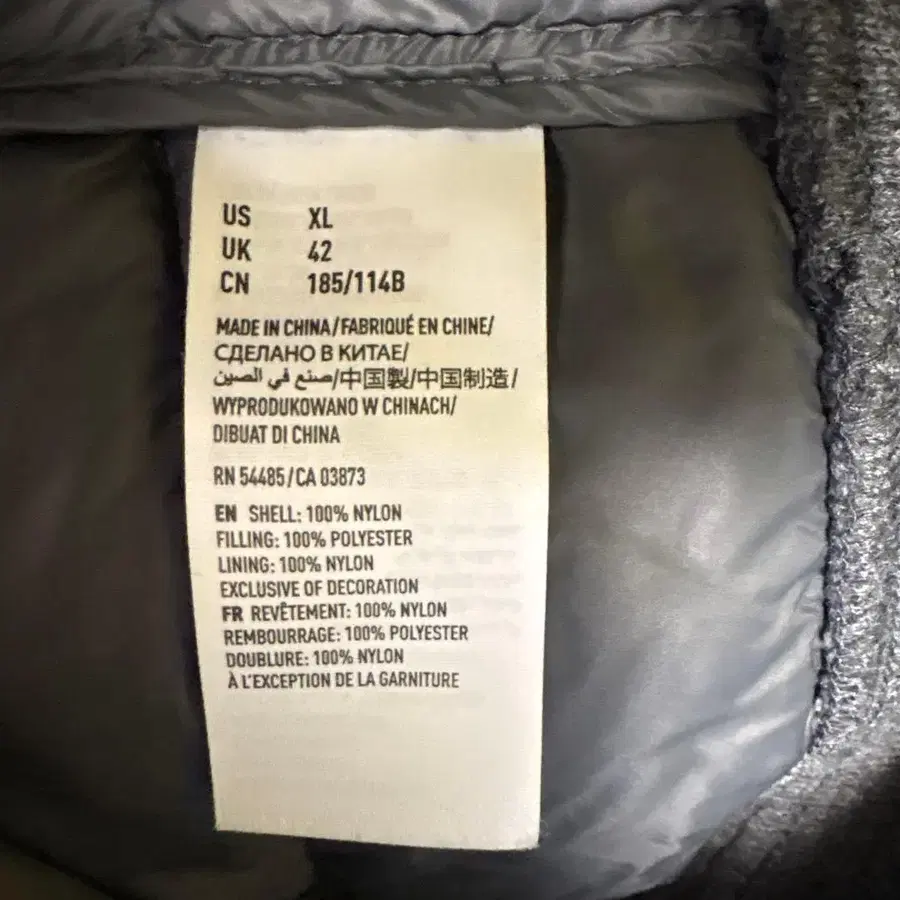 US XL
UK 42
CN 185/114B
MADE IN CHINA/FABRIQUÉ EN CHINE/
СДЕЛАНО В КИТАЕ/
صنع في الصين/中国製/中国制造/
WYPRODUKOWANO W CHINACH/
DIBUAT DI CHINA
RN 54485/CA 03873
EN SHELL: 100% NYLON
FILLING: 100% POLYESTER
LINING: 100% NYLON
EXCLUSIVE OF DECORATION
FR REVÊTEMENT: 100% NYLON
REMBOURRAGE: 100% POLYESTER
DOUBLURE: 100% NYLON
À L'EXCEPTION DE LA GARNITURE